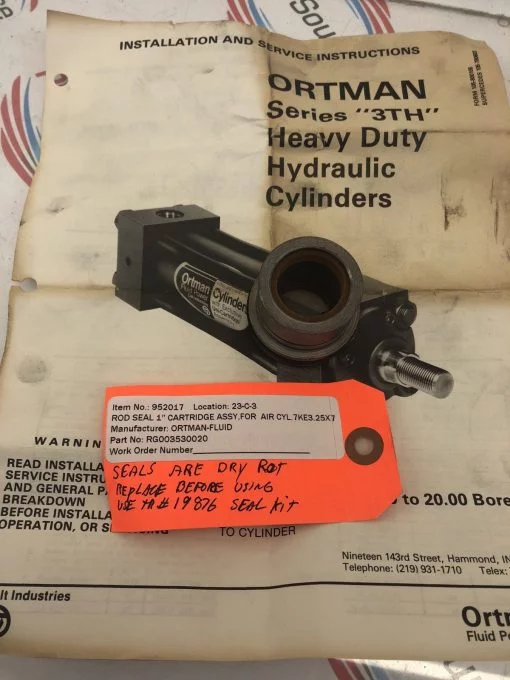 INSTALLATION AND SERVICE INSTRUCTIONS
ORTMAN
Series "3TH"
Heavy Duty
Hydraulic
Cylinders
Ortman
Fluid Power
Cylinder
Item No.: 952017 Location: 23-C-3
ROD SEAL 1" CARTRIDGE ASSY,FOR AIR CYL.7KE3.25X7
Manufacturer: ORTMAN-FLUID
Part No: RG003530020
Work Order Number
SEALS ARE DRY ROT
REPLACE BEFORE USING
USE #19876 SEAL KIT
WARNIN
READ INSTALLA
SERVICE INSTRU
AND GENERAL PA
BREAKDOWN
BEFORE INSTALLA
OPERATION, OR S
TO CYLINDER
to 20.00 Bore
Nineteen 143rd Street, Hammond, IN
Telephone: (219) 931-1710 Telex:
lt Industries
Ortr
Fluid Po